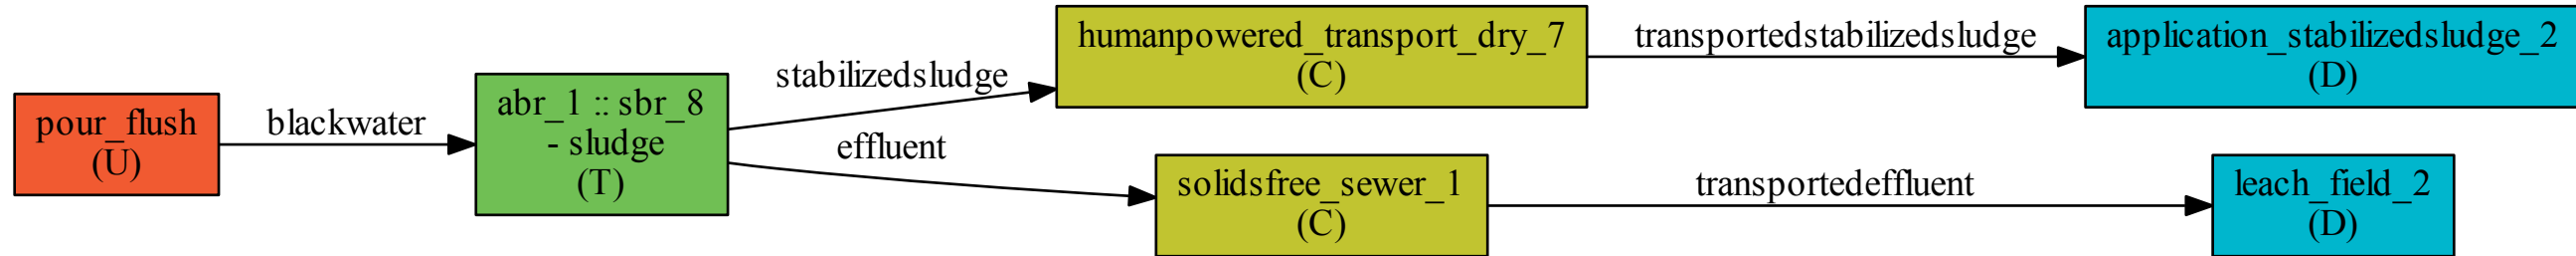 pour_flush
(U)
blackwater
abr_1 :: sbr_8
- sludge
(T)
stabilizedsludge
effluent
humanpowered_transport_dry_7
(C)
transportedstabilizedsludge
application_stabilizedsludge_2
(D)
solidsfree_sewer_1
(C)
transportedeffluent
leach_field_2
(D)